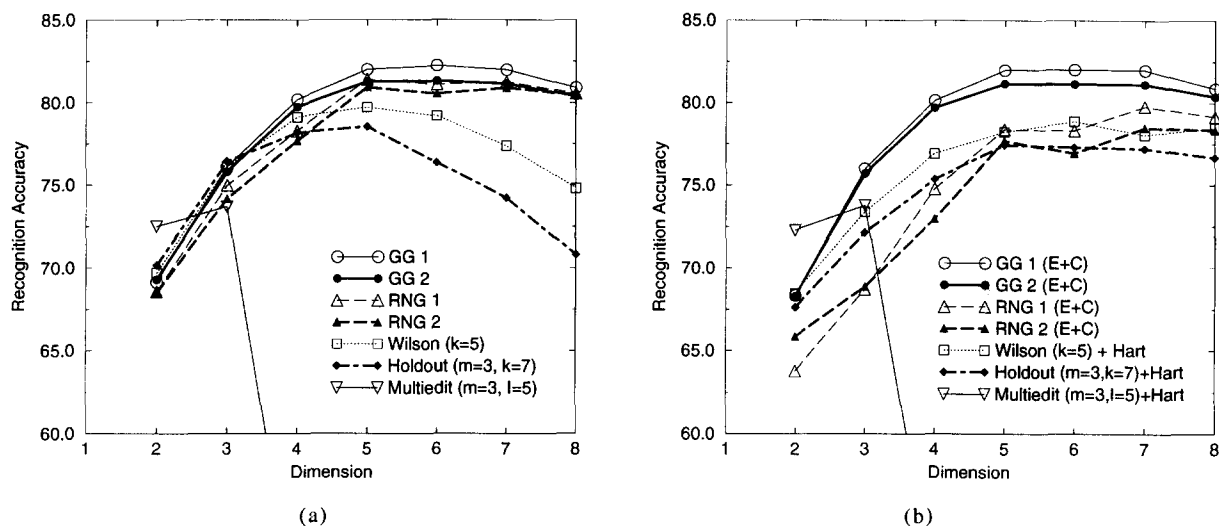 85.0
80.0
75.0
70.0
65.0
60.0
Recognition Accuracy
GG 1
GG 2
RNG 1
RNG 2
Wilson (k=5)
Holdout (m=3, k=7)
Multiedit (m=3, l=5)
1 2 3 4 5 6 7 8
Dimension
(a)
85.0
80.0
75.0
70.0
65.0
60.0
Recognition Accuracy
GG 1 (E+C)
GG 2 (E+C)
RNG 1 (E+C)
RNG 2 (E+C)
Wilson (k=5) + Hart
Holdout (m=3,k=7)+Hart
Multiedit (m=3,l=5)+Hart
1 2 3 4 5 6 7 8
Dimension
(b)